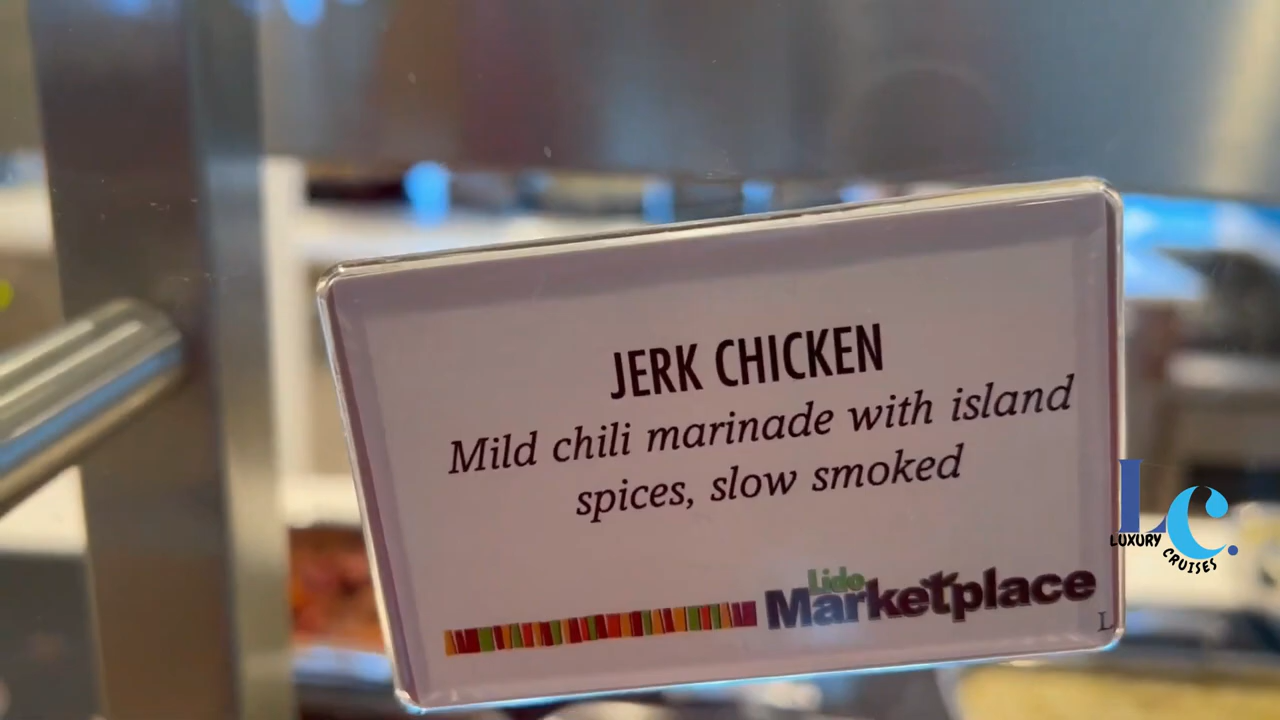 JERK CHICKEN
Mild chili marinade with island
spices, slow smoked
Lido
Marketplace
L
LC.
LUXURY
CRUISES